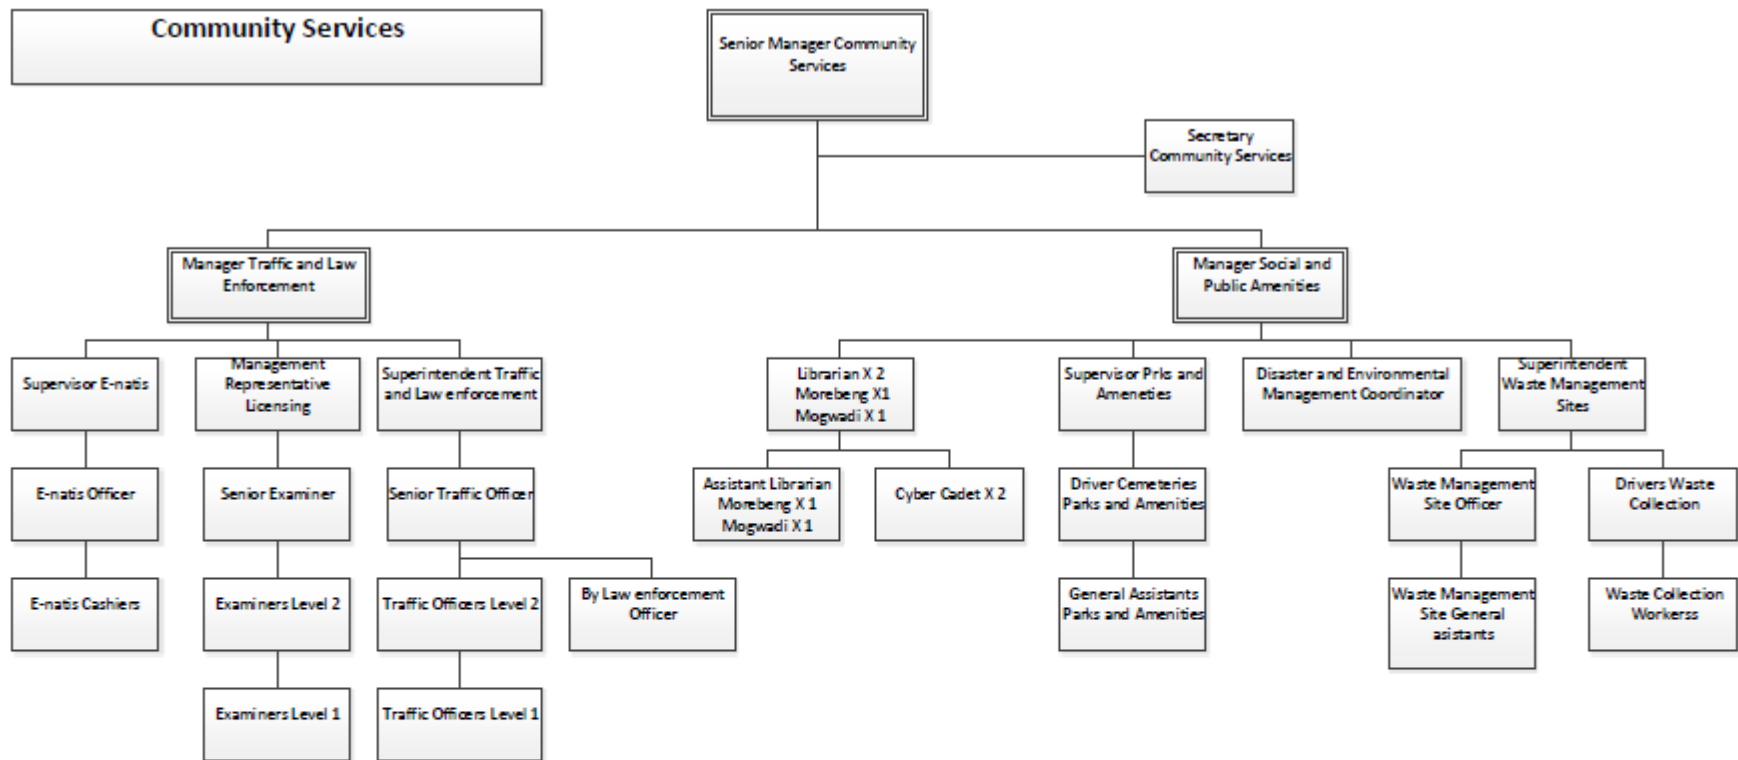 Community Services
Senior Manager Community
Services
Secretary
Community Services
Manager Traffic and Law
Enforcement
Manager Social and
Public Amenities
Supervisor E-natis
Management
Representative
Licensing
Superintendent Traffic
and Law enforcement
Librarian X 2
Morebeng X1
Mogwadi X 1
Supervisor Prks and
Ameneties
Disaster and Environmental
Management Coordinator
Superintendent
Waste Management
Sites
E-natis Officer
Senior Examiner
Senior Traffic Officer
Assistant Librarian
Morebeng X 1
Mogwadi X 1
Cyber Cadet X 2
Driver Cemeteries
Parks and Amenities
Waste Management
Site Officer
Drivers Waste
Collection
E-natis Cashiers
Examiners Level 2
Traffic Officers Level 2
By Law enforcement
Officer
General Assistants
Parks and Amenities
Waste Management
Site General
asistants
Waste Collection
Workerss
Examiners Level 1
Traffic Officers Level 1